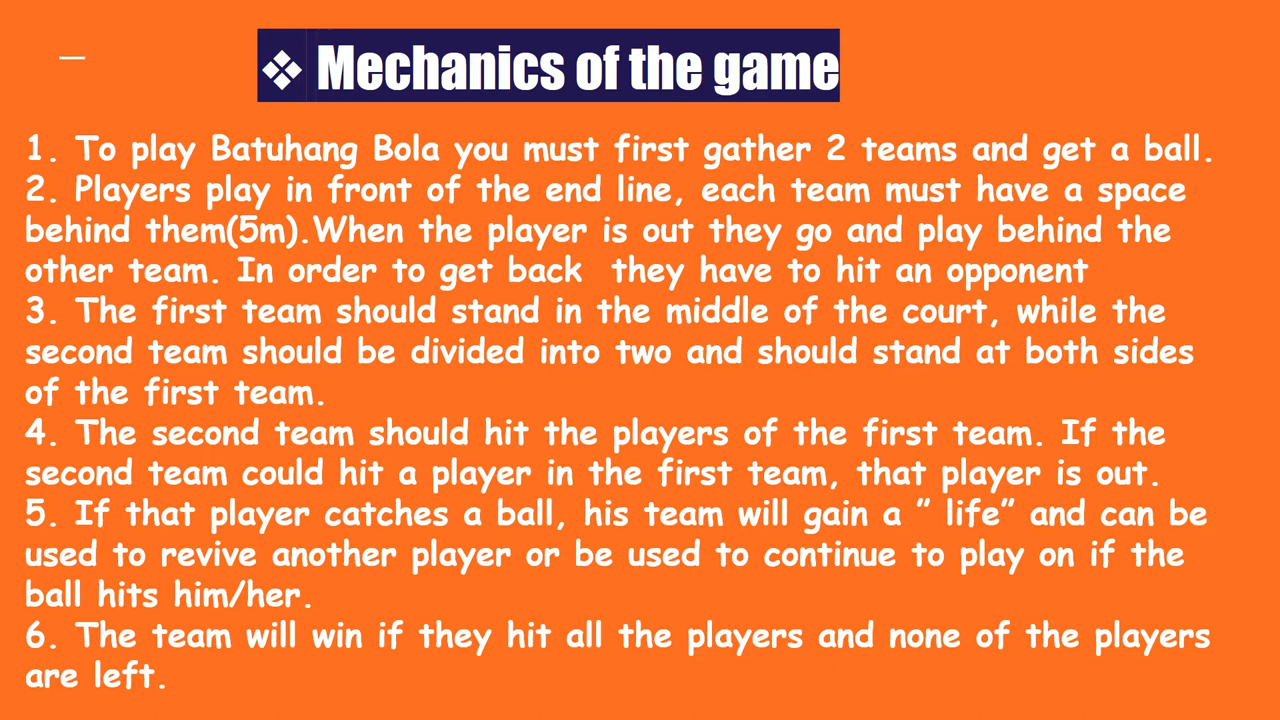 ❖ Mechanics of the game
1. To play Batuhang Bola you must first gather 2 teams and get a ball.
2. Players play in front of the end line, each team must have a space
behind them(5m).When the player is out they go and play behind the
other team. In order to get back  they have to hit an opponent
3. The first team should stand in the middle of the court, while the
second team should be divided into two and should stand at both sides
of the first team.
4. The second team should hit the players of the first team. If the
second team could hit a player in the first team, that player is out.
5. If that player catches a ball, his team will gain a ” life” and can be
used to revive another player or be used to continue to play on if the
ball hits him/her.
6. The team will win if they hit all the players and none of the players
are left.